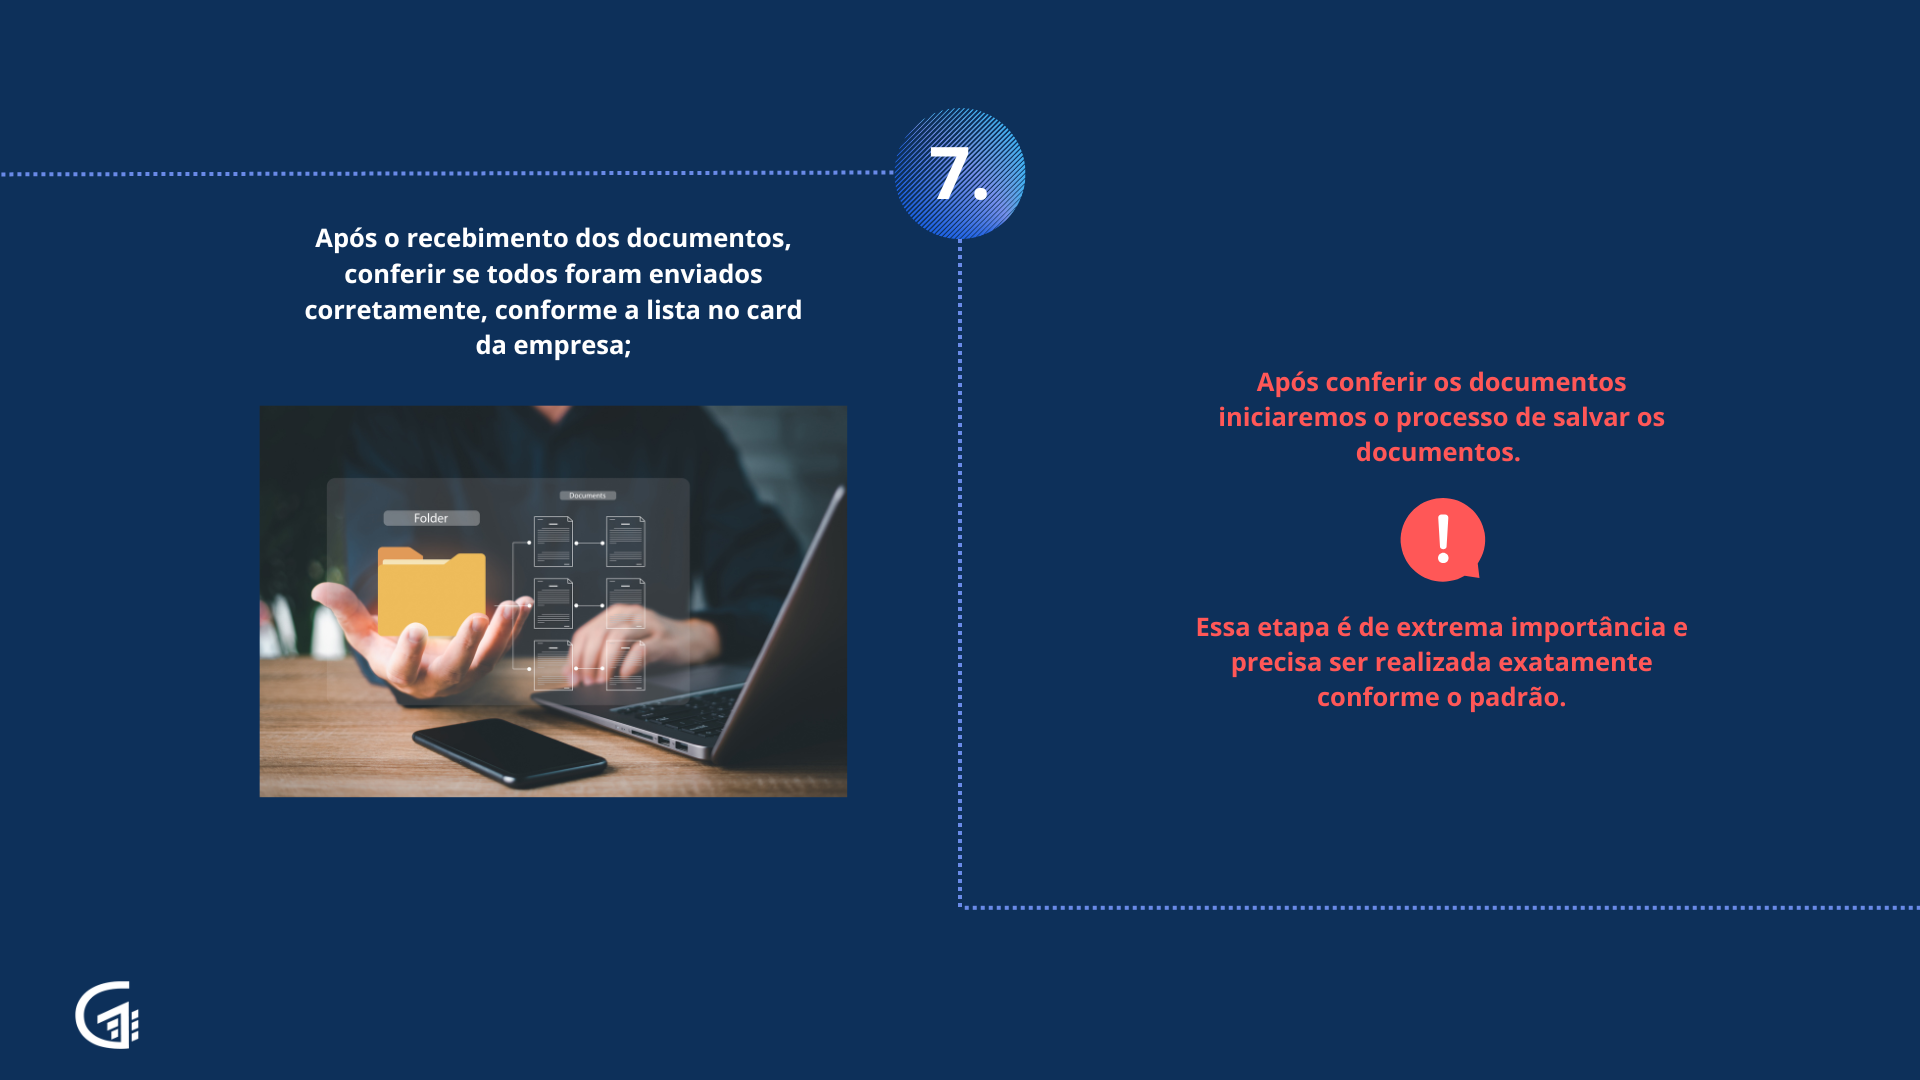 7.
Após o recebimento dos documentos,
conferir se todos foram enviados
corretamente, conforme a lista no card
da empresa;
Documents
Folder
Após conferir os documentos
iniciaremos o processo de salvar os
documentos.
!
Essa etapa é de extrema importância e
precisa ser realizada exatamente
conforme o padrão.